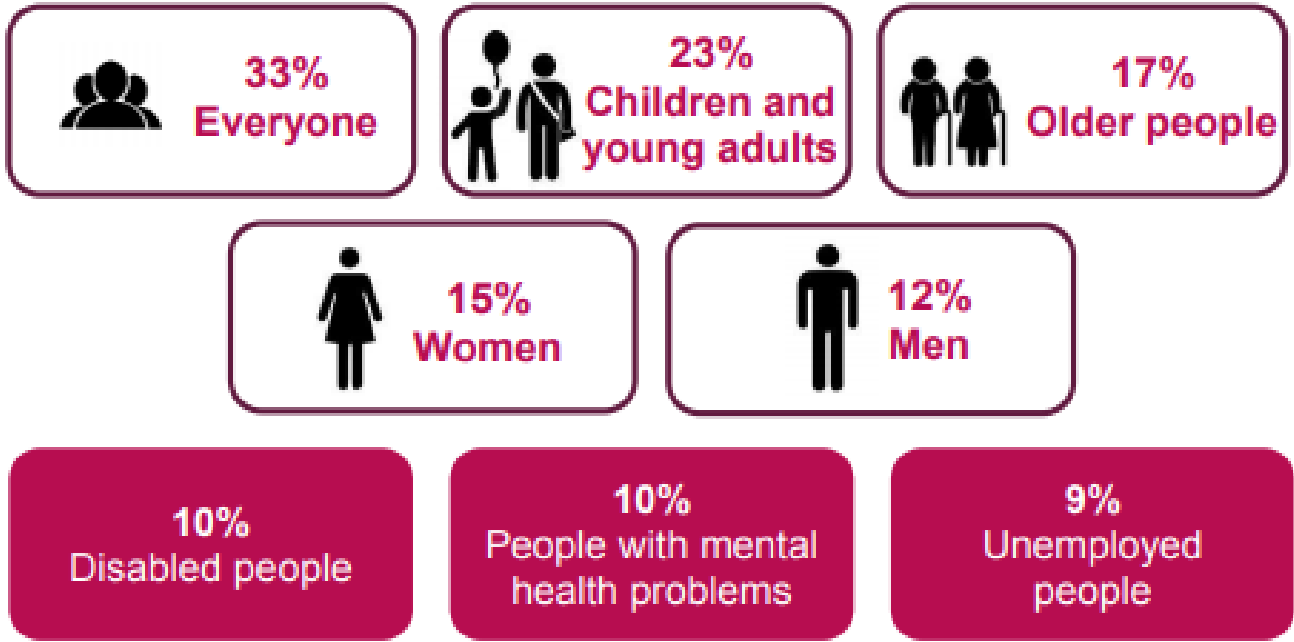 33%
Everyone
23%
Children and
young adults
17%
Older people
15%
Women
12%
Men
10%
Disabled people
10%
People with mental
health problems
9%
Unemployed
people